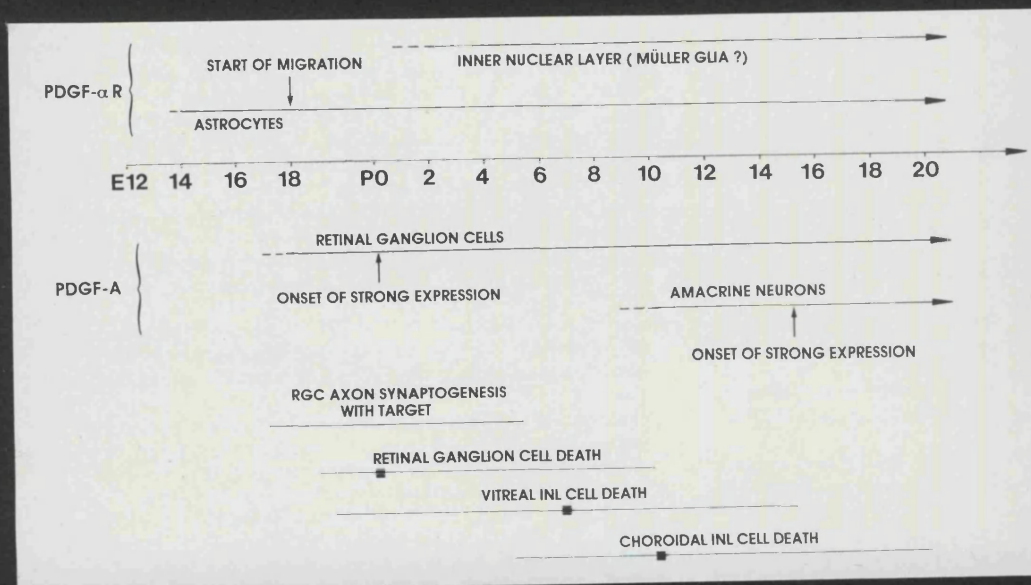 INNER NUCLEAR LAYER ( MÜLLER GLIA ?)
START OF MIGRATION
PDGF-α R
ASTROCYTES
E12 14 16 18 P0 2 4 6 8 10 12 14 16 18 20
RETINAL GANGLION CELLS
PDGF-A
ONSET OF STRONG EXPRESSION
AMACRINE NEURONS
ONSET OF STRONG EXPRESSION
RGC AXON SYNAPTOGENESIS
WITH TARGET
RETINAL GANGLION CELL DEATH
VITREAL INL CELL DEATH
CHOROIDAL INL CELL DEATH